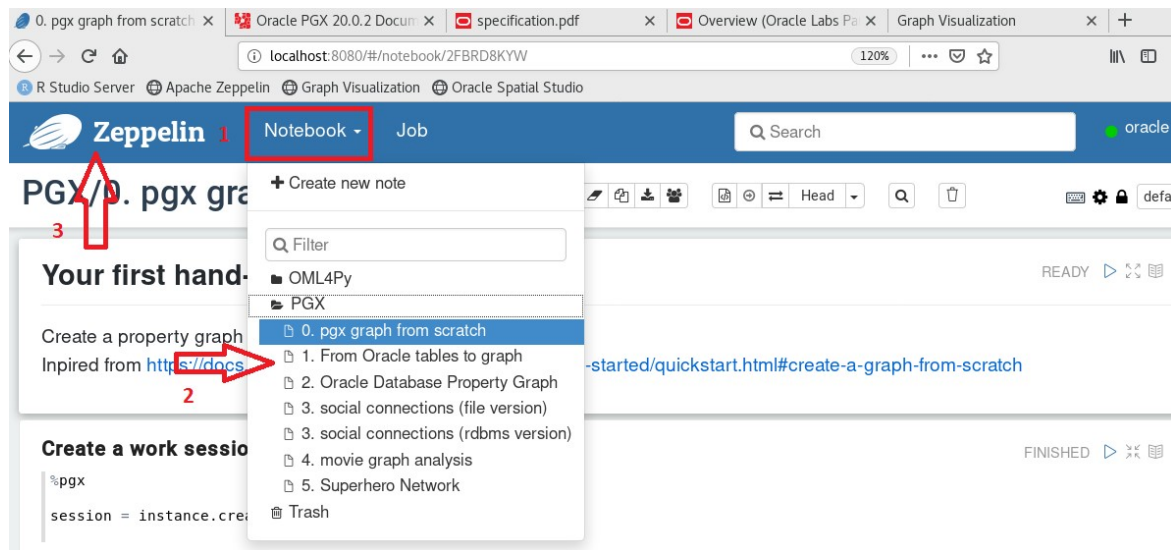 0. pgx graph from scratch
Oracle PGX 20.0.2 Docum
specification.pdf
Overview (Oracle Labs Pa
Graph Visualization
localhost:8080/#/notebook/2FBRD8KYW
120%
R Studio Server Apache Zeppelin Graph Visualization Oracle Spatial Studio
Zeppelin 1 Notebook Job Search oracle
PGX/0. pgx gra
Head
defa
3
+ Create new note
Filter
OML4Py
PGX
0. pgx graph from scratch
1. From Oracle tables to graph
2. Oracle Database Property Graph
3. social connections (file version)
3. social connections (rdbms version)
4. movie graph analysis
5. Superhero Network
Trash
Your first hand-
READY
Create a property graph
Inpired from https://docs. -started/quickstart.html#create-a-graph-from-scratch
2
Create a work sessio
FINISHED
%pgx
session = instance.crea